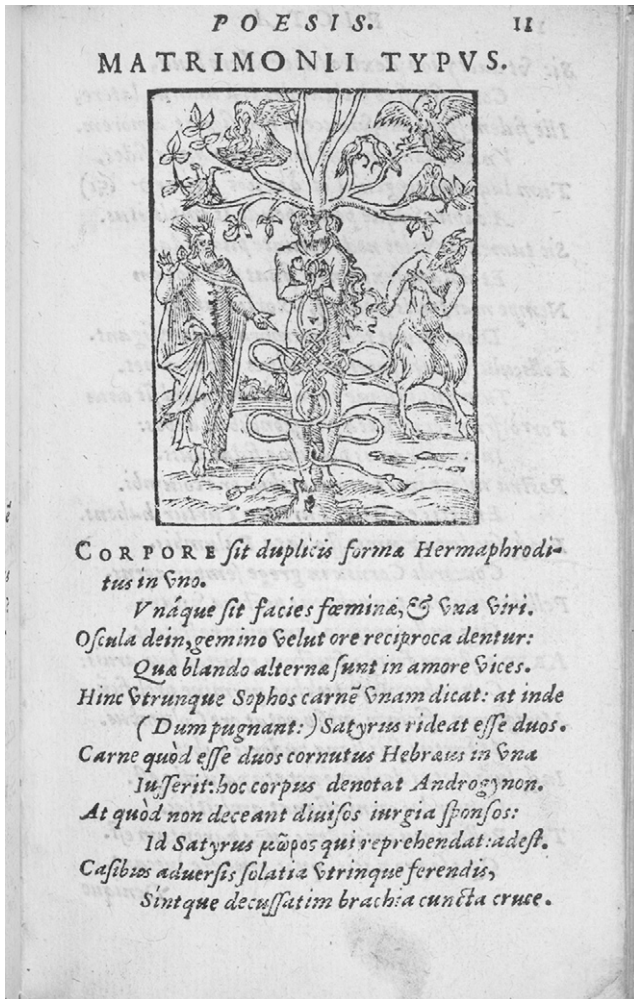 POESIS. 11
MATRIMONII TYPVS.
CORPORE sit duplicis formæ Hermaphrodi-
tus in vno.
Vnáque sit facies fœminæ, & vna viri.
Oscula dein, gemino velut ore reciproca dentur:
Quæ blando alternæ sunt in amore vices.
Hinc vtrunque Sophos carnē vnam dicat: at inde
(Dum pugnant:) Satyrus rideat esse duos.
Carne quòd esse duos cornutus Hebræus in vna
Iusserit: hoc corpus denotat Androgynon.
At quòd non deceant diuisos iurgia sponsos:
Id Satyrus μῶρος qui reprehendat: adest.
Casibus aduersis solatia vtrinque ferendis,
Sintque decussatim brachia cuncta cruce.